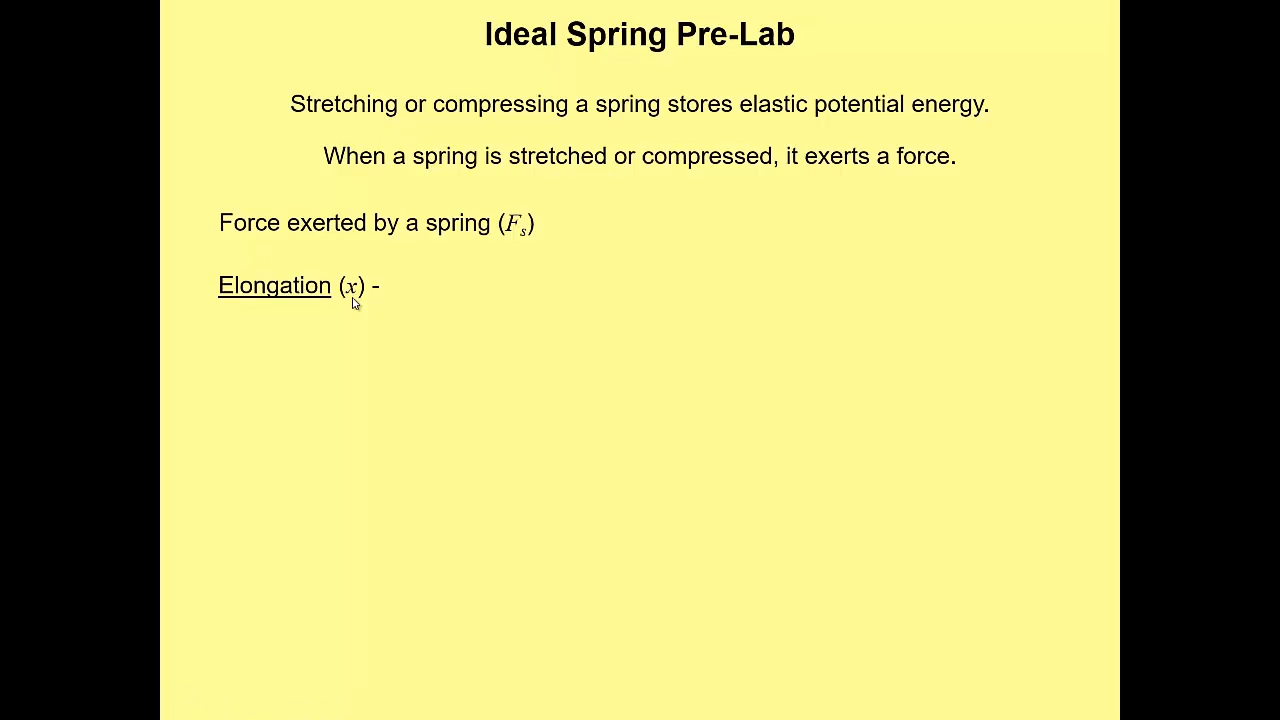 Ideal Spring Pre-Lab
Stretching or compressing a spring stores elastic potential energy.
When a spring is stretched or compressed, it exerts a force.
Force exerted by a spring (Fs)
Elongation (x) -